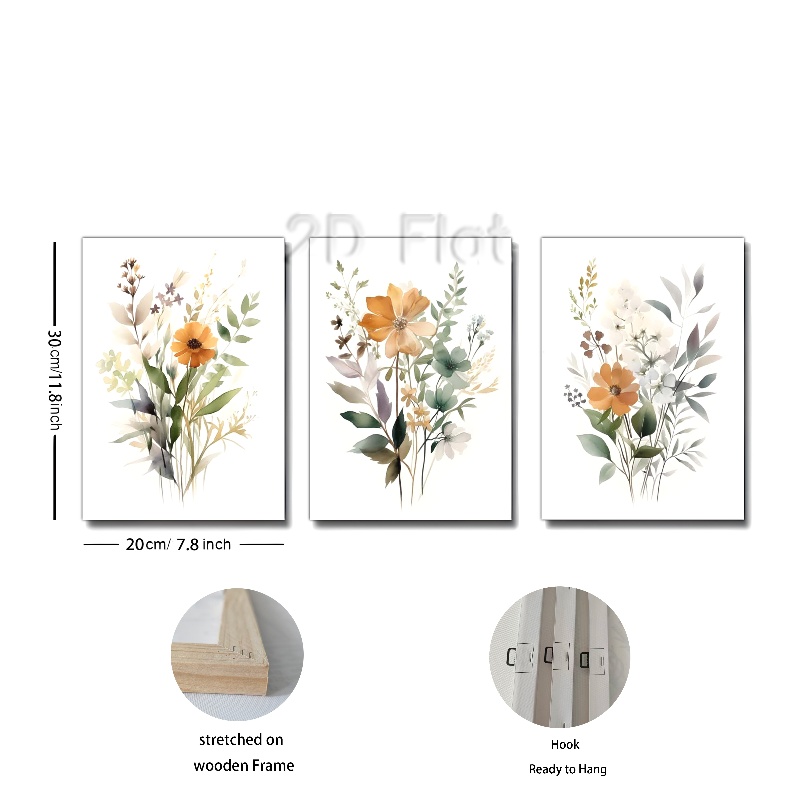 2D Flat
30cm/11.8inch
20cm/ 7.8 inch
stretched on
wooden Frame
Hook
Ready to Hang